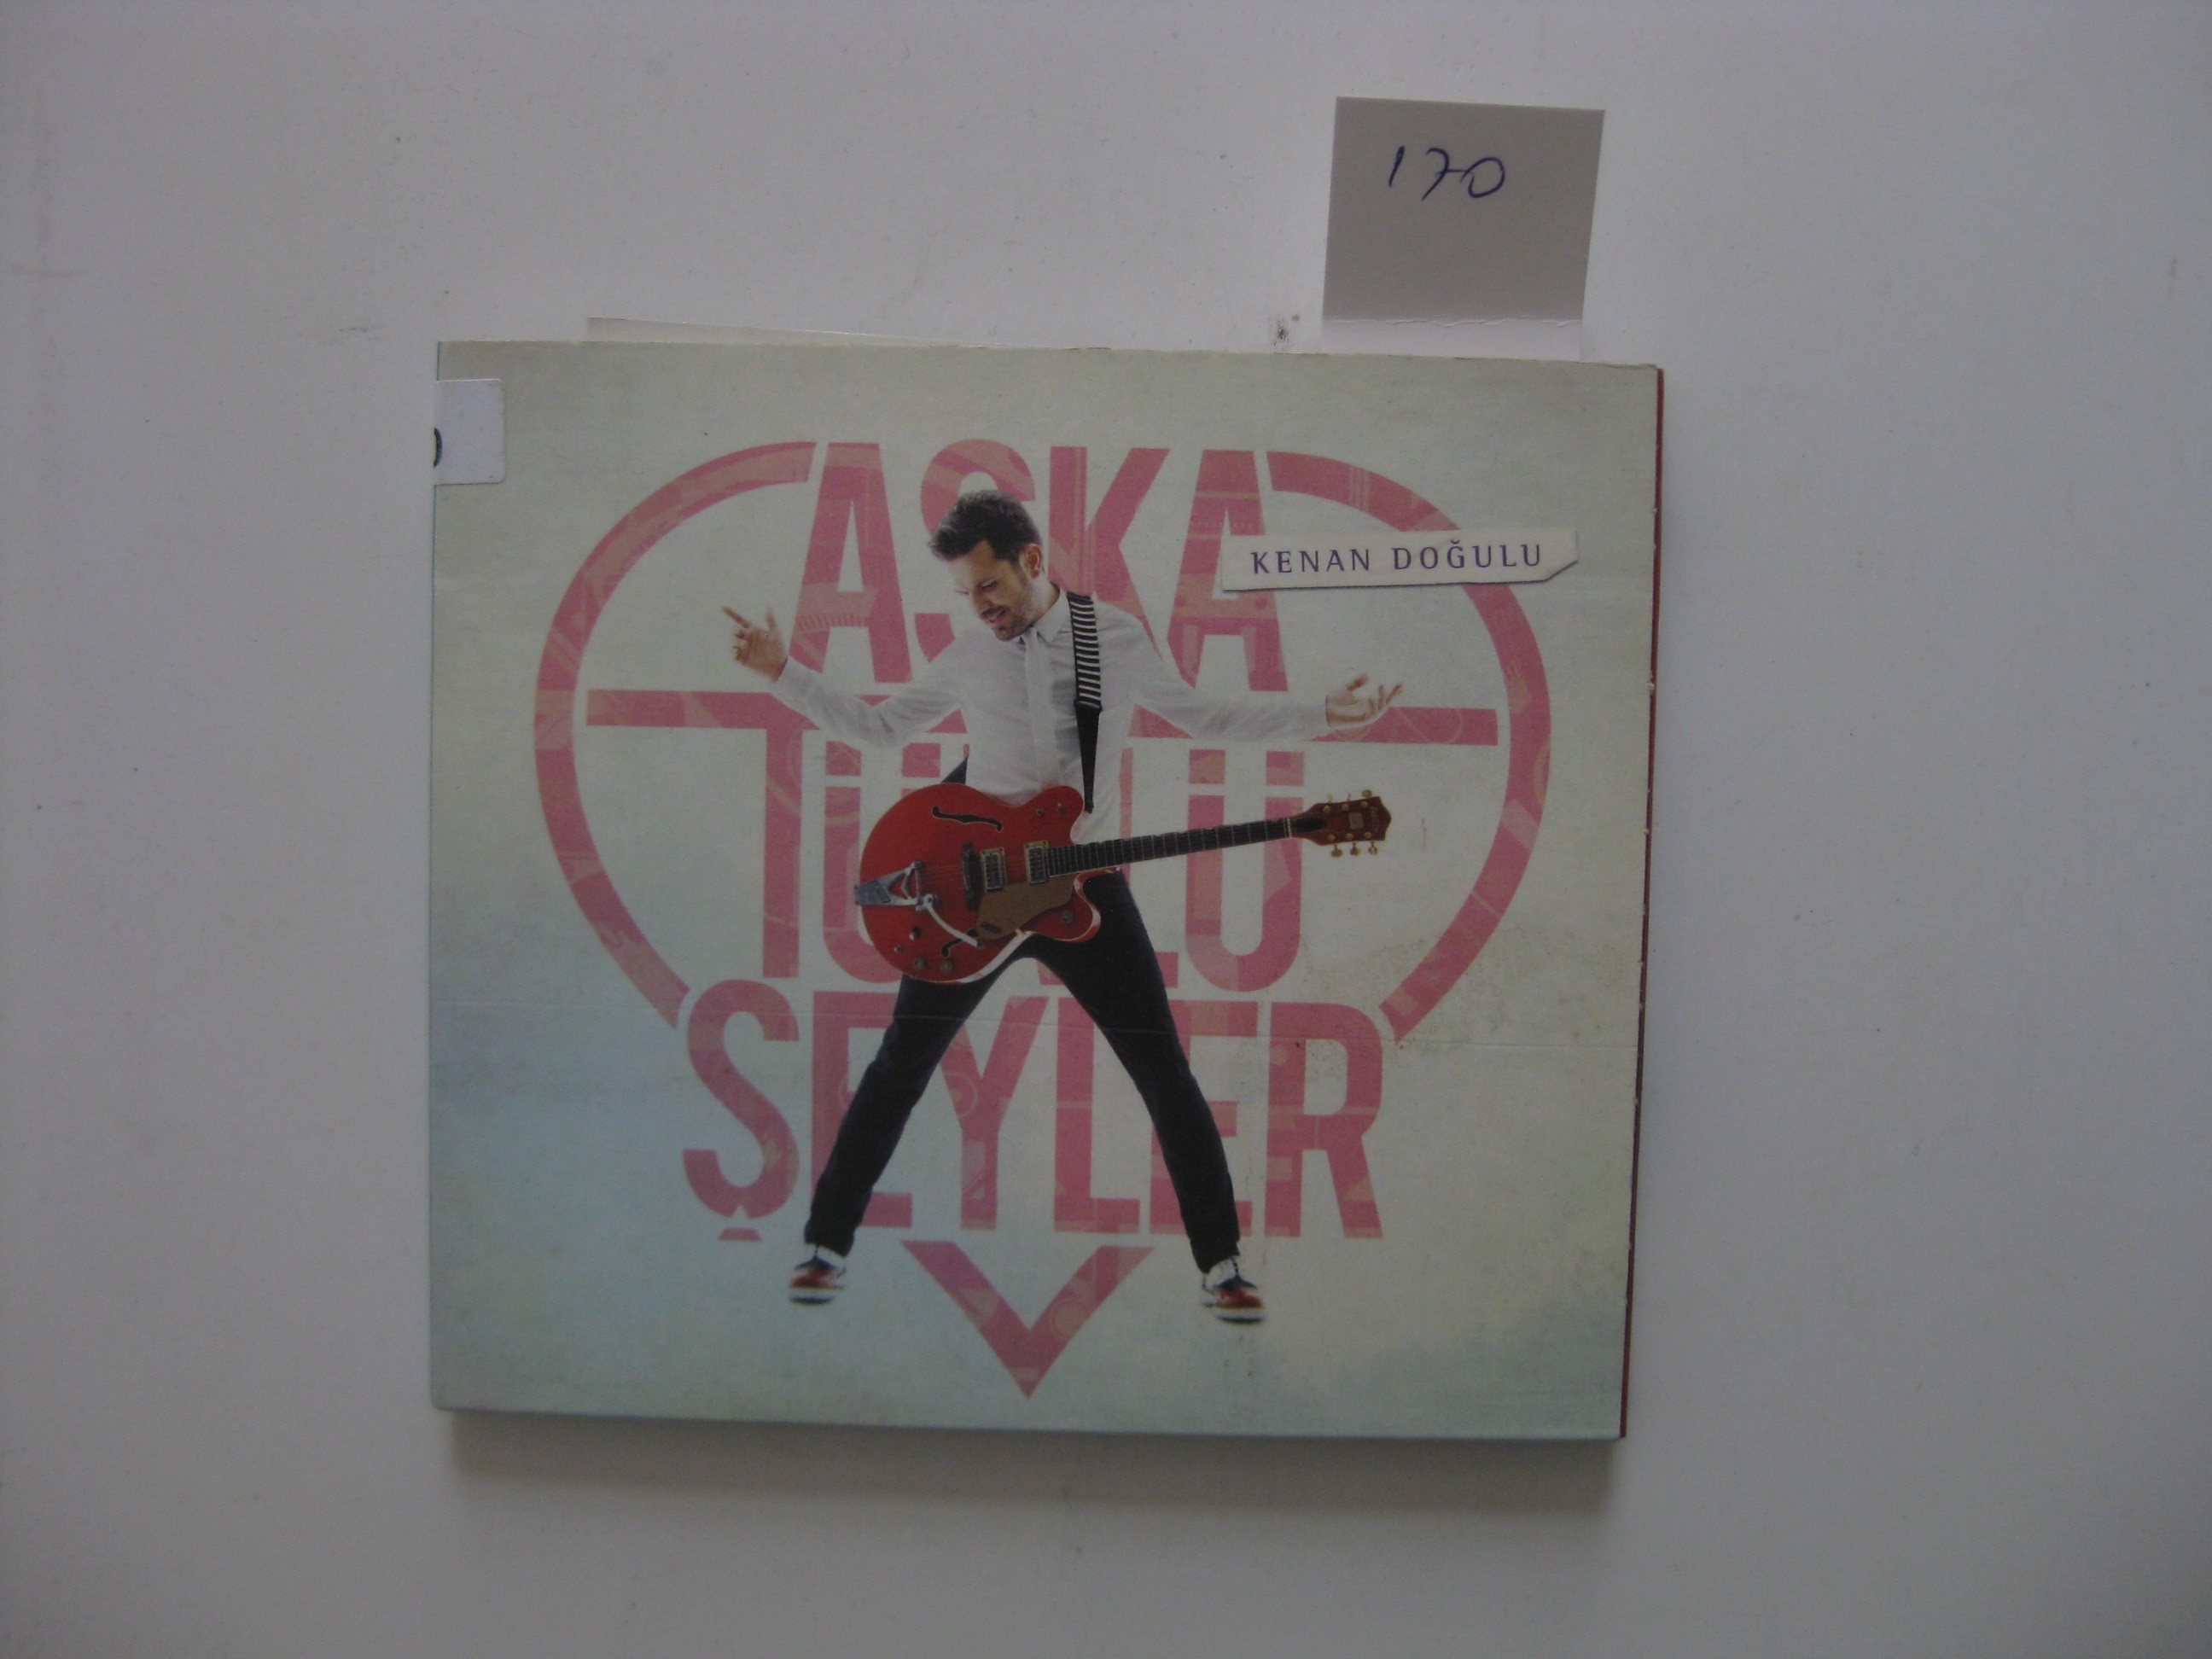 170
KENAN DOĞULU
AŞKA
TÜRLÜ
ŞEYLER